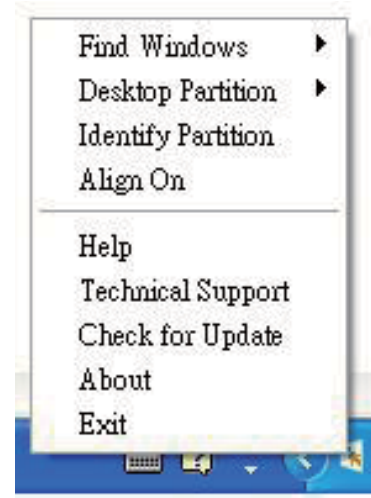 Find Windows
Desktop Partition
Identify Partition
Align On
Help
Technical Support
Check for Update
About
Exit